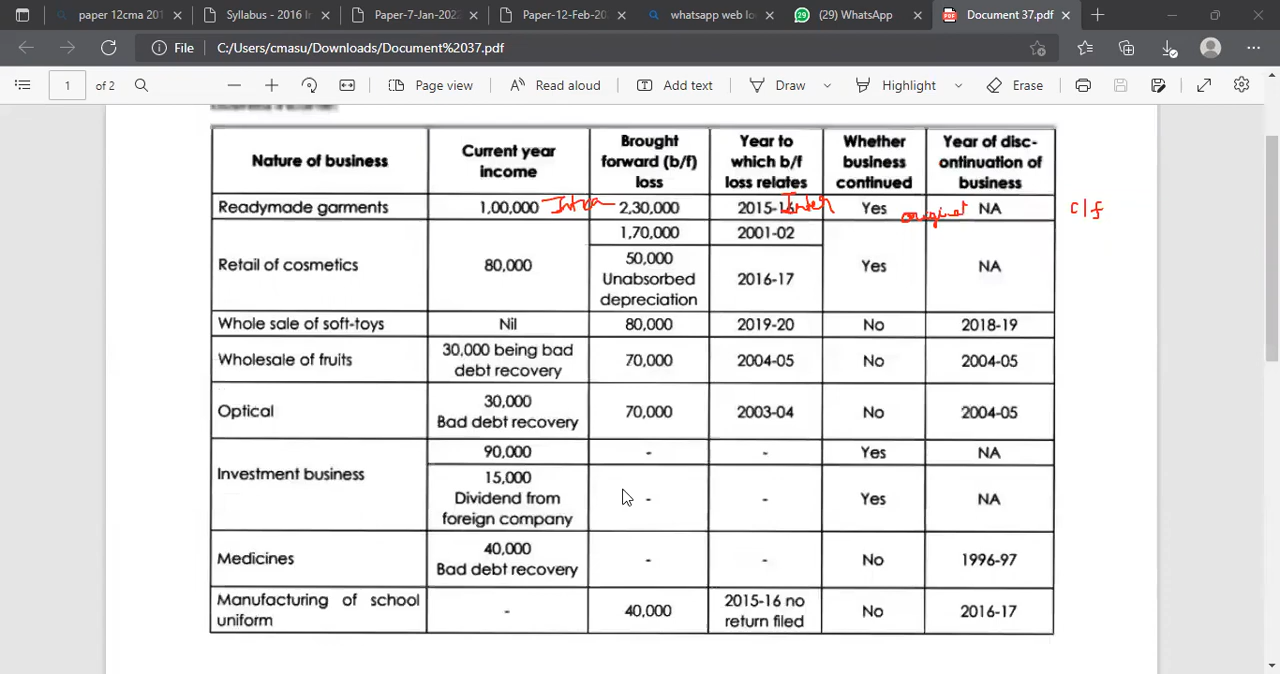 paper 12cma 201
Syllabus - 2016 I
Paper-7-Jan-2022
Paper-12-Feb-20
whatsapp web lo
(29) WhatsApp
Document 37.pdf
File C:/Users/cmasu/Downloads/Document%2037.pdf
1 of 2 Page view Read aloud Add text Draw Highlight Erase
Nature of business
Current year
income
Brought
forward (b/f)
loss
Year to
which b/f
loss relates
Whether
business
continued
Year of disc-
ontinuation of
business
Readymade garments 1,00,000 Intra 2,30,000 2015-16 Inter Yes NA c/f
Retail of cosmetics
80,000
1,70,000 2001-02
50,000
Unabsorbed
depreciation
2016-17
Yes
NA
Whole sale of soft-toys Nil 80,000 2019-20 No 2018-19
Wholesale of fruits
30,000 being bad
debt recovery
70,000 2004-05 No 2004-05
Optical
30,000
Bad debt recovery
70,000 2003-04 No 2004-05
Investment business
90,000 - - Yes NA
15,000
Dividend from
foreign company
- - Yes NA
Medicines
40,000
Bad debt recovery
- - No 1996-97
Manufacturing of school
uniform
-
40,000
2015-16 no
return filed
No 2016-17